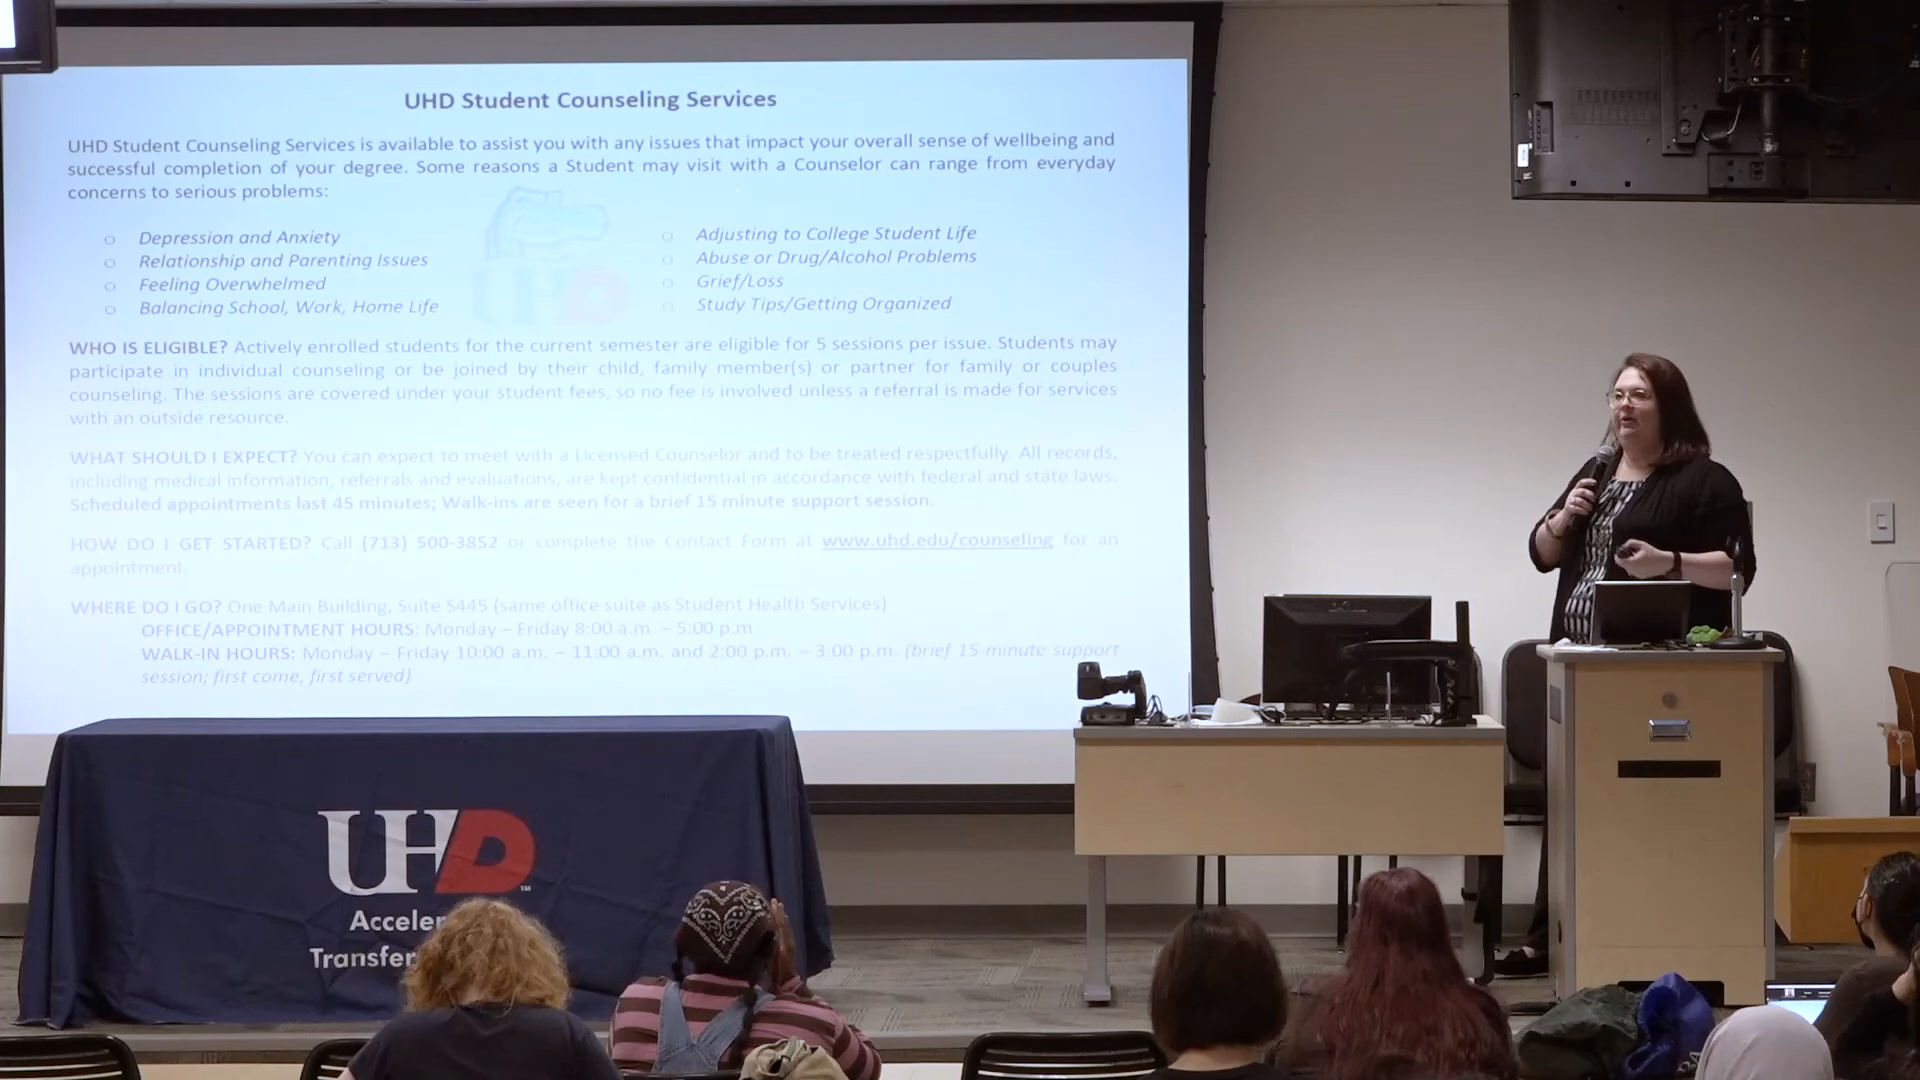 UHD Student Counseling Services
UHD Student Counseling Services is available to assist you with any issues that impact your overall sense of wellbeing and
successful completion of your degree. Some reasons a Student may visit with a Counselor can range from everyday
concerns to serious problems:
o Depression and Anxiety
o Relationship and Parenting Issues
o Feeling Overwhelmed
o Balancing School, Work, Home Life
o Adjusting to College Student Life
o Abuse or Drug/Alcohol Problems
o Grief/Loss
o Study Tips/Getting Organized
UHD
WHO IS ELIGIBLE? Actively enrolled students for the current semester are eligible for 5 sessions per issue. Students may
participate in individual counseling or be joined by their child, family member(s) or partner for family or couples
counseling. The sessions are covered under your student fees, so no fee is involved unless a referral is made for services
with an outside resource.
WHAT SHOULD I EXPECT? You can expect to meet with a Licensed Counselor and to be treated respectfully. All records,
including medical information, referrals and evaluations, are kept confidential in accordance with federal and state laws.
Scheduled appointments last 45 minutes; Walk-ins are seen for a brief 15 minute support session.
HOW DO I GET STARTED? Call (713) 500-3852 or complete the Contact Form at www.uhd.edu/counseling for an
appointment.
WHERE DO I GO? One Main Building, Suite S445 (same office suite as Student Health Services)
OFFICE/APPOINTMENT HOURS: Monday – Friday 8:00 a.m. – 5:00 p.m
WALK-IN HOURS: Monday – Friday 10:00 a.m. – 11:00 a.m. and 2:00 p.m. – 3:00 p.m. (brief 15-minute support
session; first come, first served)
UHD™
Acceler
Transfer